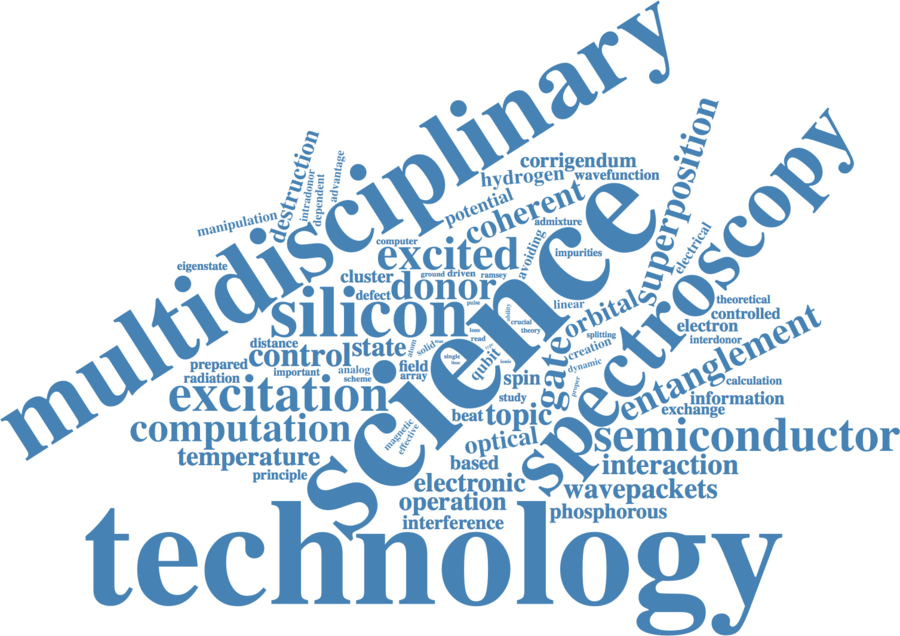 multidisciplinary
science
technology
spectroscopy
destruction
intradonor
dependent
advantage
manipulation
eigenstate
corrigendum
hydrogen
wavefunction
potential
coherent
admixture
superposition
computer
excited
avoiding
impurities
electrical
cluster
ground
driven
ramsey
defect
donor
pulse
linear
theoretical
silicon
ability
crucial
orbital
controlled
electron
theory
splitting
interdonor
distance
control
state
atom
solid
read
creation
entanglement
prepared
important
analog
field
single
time
qubit
ionic
gate
dynamic
radiation
scheme
array
spin
proper
calculation
excitation
study
information
exchange
computation
magnetic
effective
beat
topic
semiconductor
temperature
optical
interaction
principle
based
electronic
wavepackets
operation
phosphorous
interference